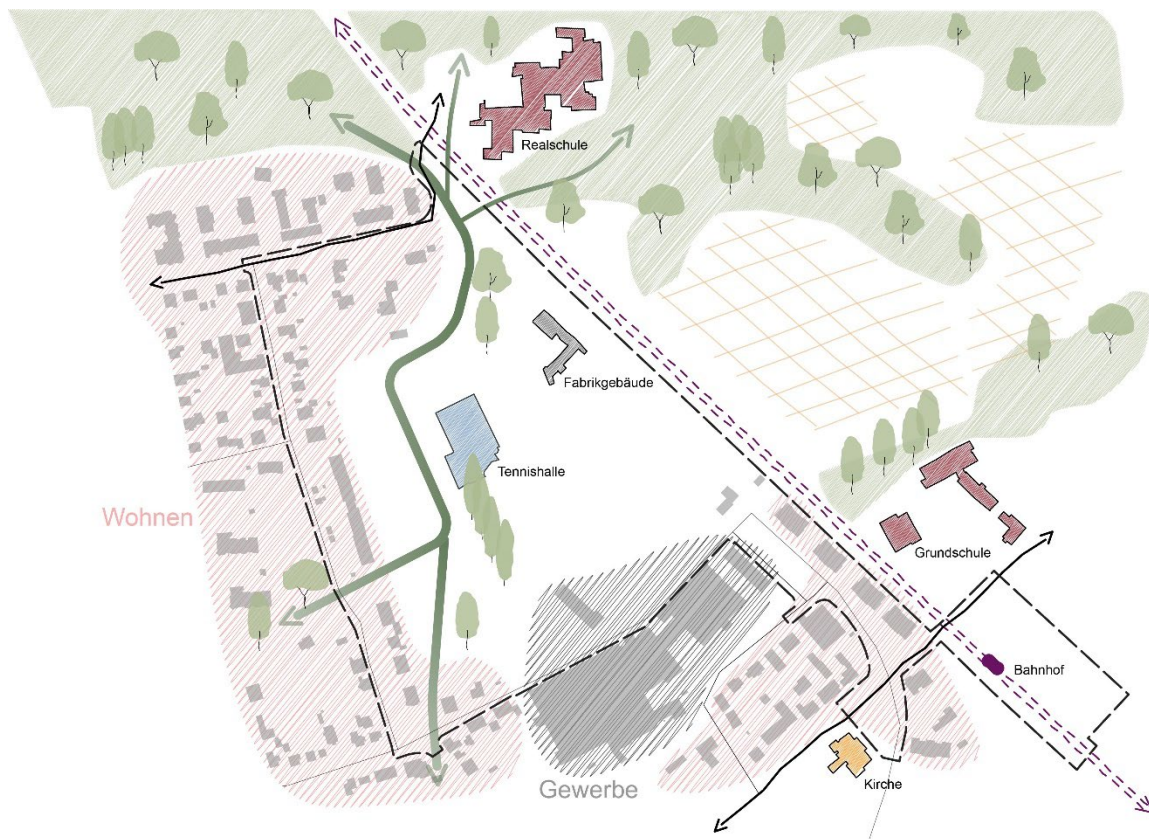 Realschule
Fabrikgebäude
Tennishalle
Wohnen
Grundschule
Bahnhof
Gewerbe
Kirche